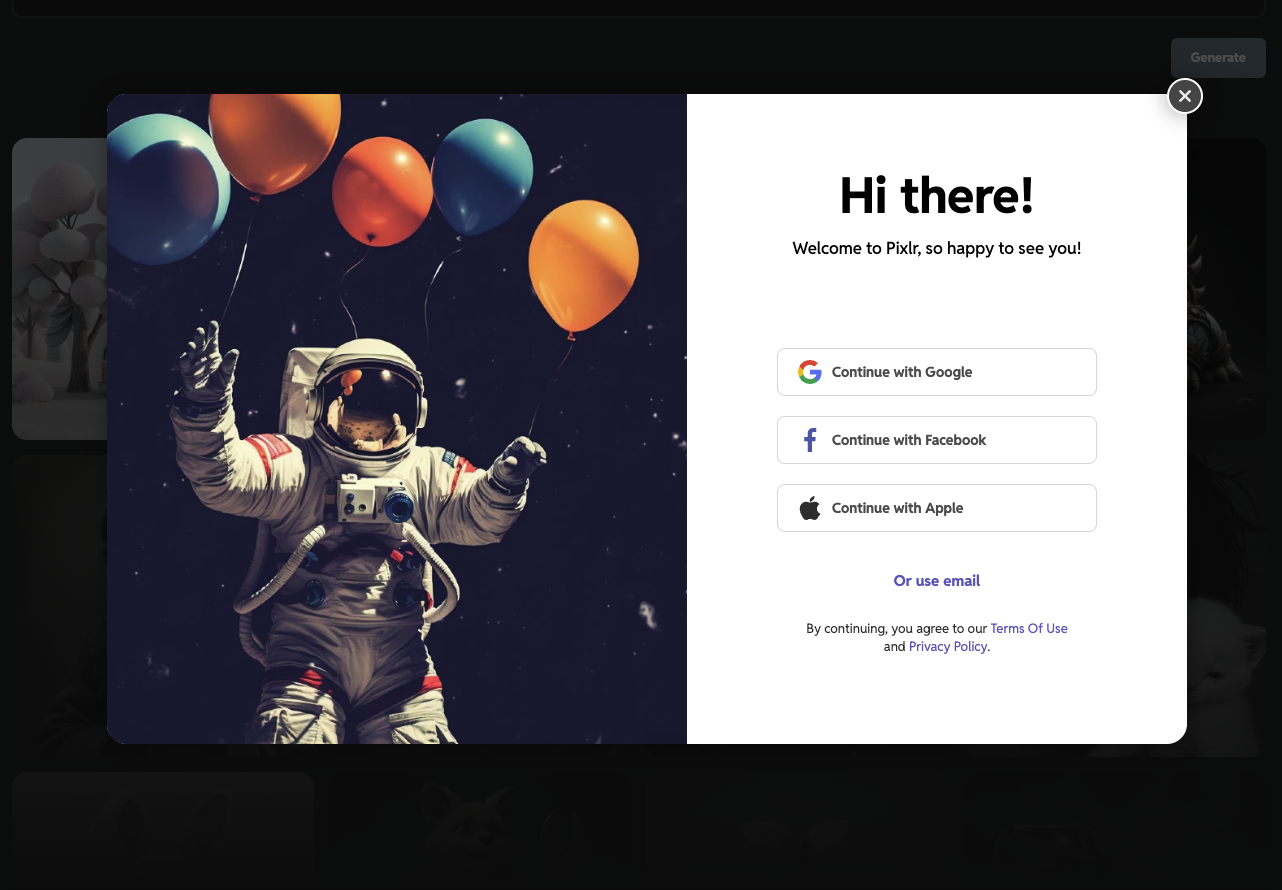 Generate
Hi there!
Welcome to Pixlr, so happy to see you!
Continue with Google
Continue with Facebook
Continue with Apple
Or use email
By continuing, you agree to our Terms Of Use
and Privacy Policy.